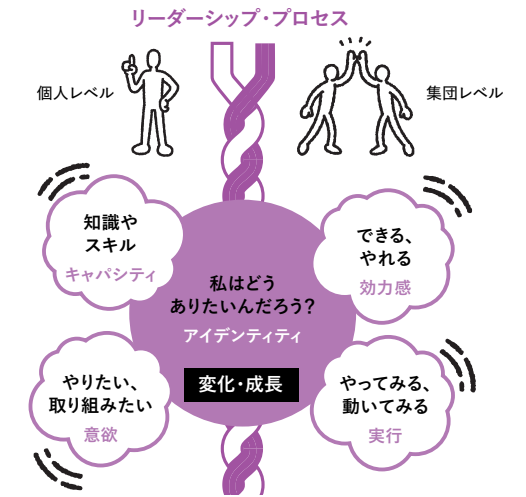 リーダーシップ・プロセス
個人レベル
集団レベル
知識や
スキル
キャパシティ
できる、
やれる
効力感
私はどう
ありたいんだろう？
アイデンティティ
変化・成長
やりたい、
取り組みたい
意欲
やってみる、
動いてみる
実行